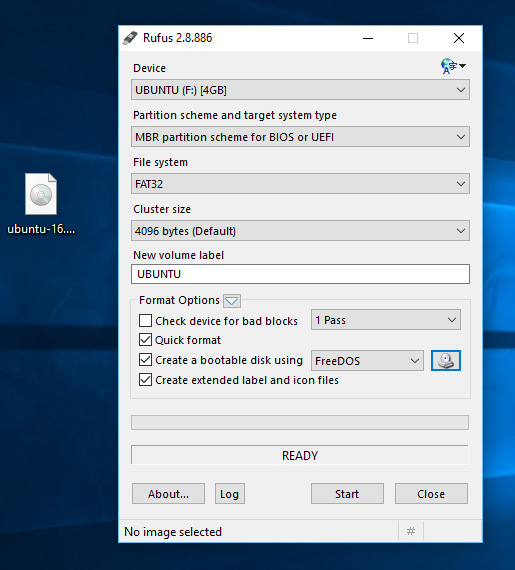 Rufus 2.8.886
Device
UBUNTU (F:) [4GB]
Partition scheme and target system type
MBR partition scheme for BIOS or UEFI
File system
FAT32
ubuntu-16....
Cluster size
4096 bytes (Default)
New volume label
UBUNTU
Format Options
Check device for bad blocks 1 Pass
Quick format
Create a bootable disk using FreeDOS
Create extended label and icon files
READY
About... Log Start Close
No image selected #